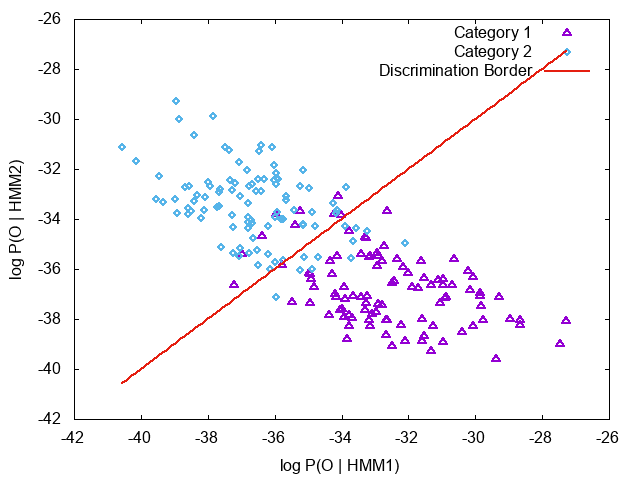 -26
-28
-30
-32
-34
-36
-38
-40
-42
-42 -40 -38 -36 -34 -32 -30 -28 -26
log P(O | HMM2)
log P(O | HMM1)
Category 1
Category 2
Discrimination Border